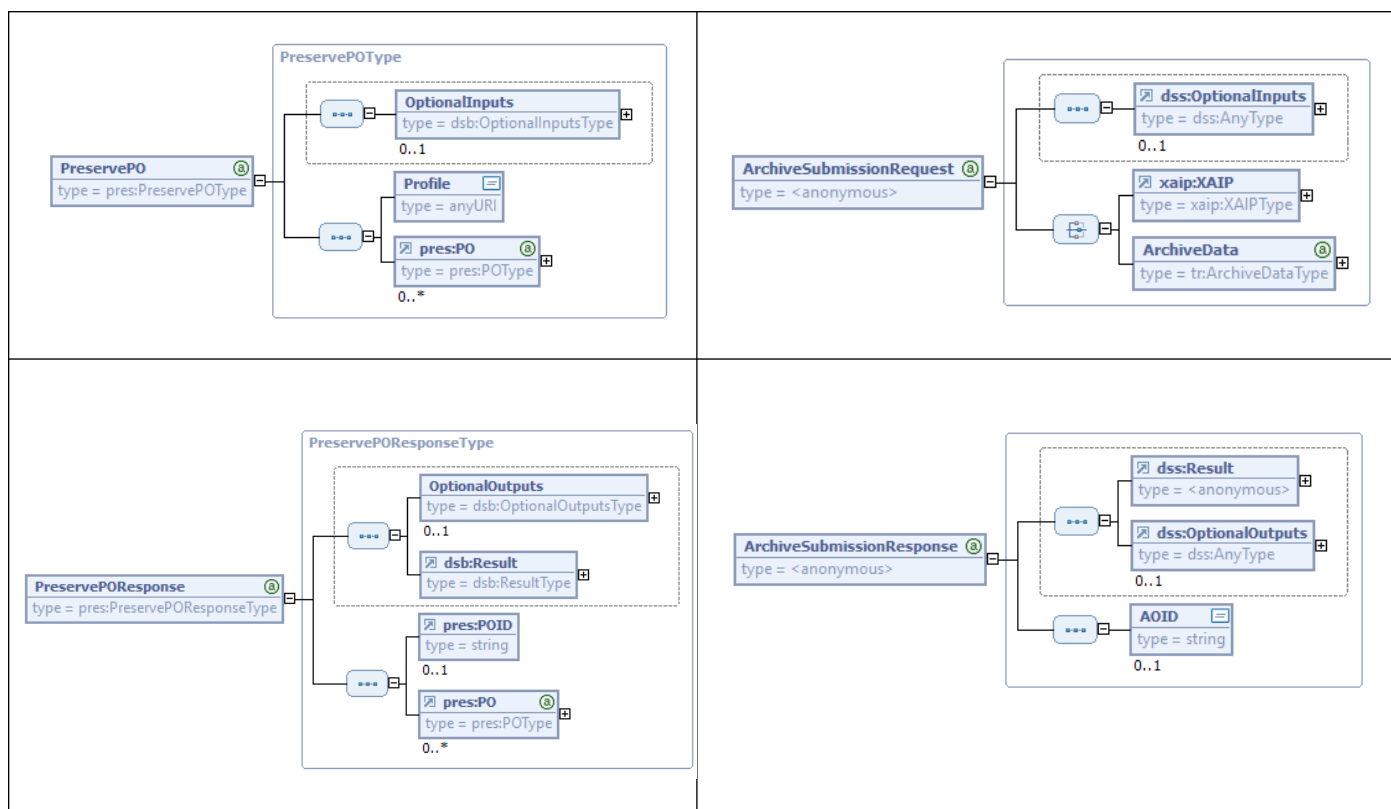 PreservePOType
OptionalInputs
type = dsb:OptionalInputsType
0..1
PreservePO a
type = pres:PreservePOType
Profile
type = anyURI
pres:PO a
type = pres:POType
0..*
dss:OptionalInputs
type = dss:AnyType
0..1
ArchiveSubmissionRequest a
type = <anonymous>
xaip:XAIP
type = xaip:XAIPType
ArchiveData a
type = tr:ArchiveDataType
PreservePOResponseType
OptionalOutputs
type = dsb:OptionalOutputsType
0..1
dsb:Result
type = dsb:ResultType
PreservePOResponse a
type = pres:PreservePOResponseType
pres:POID
type = string
0..1
pres:PO a
type = pres:POType
0..*
dss:Result
type = <anonymous>
dss:OptionalOutputs
type = dss:AnyType
0..1
ArchiveSubmissionResponse a
type = <anonymous>
AOID
type = string
0..1